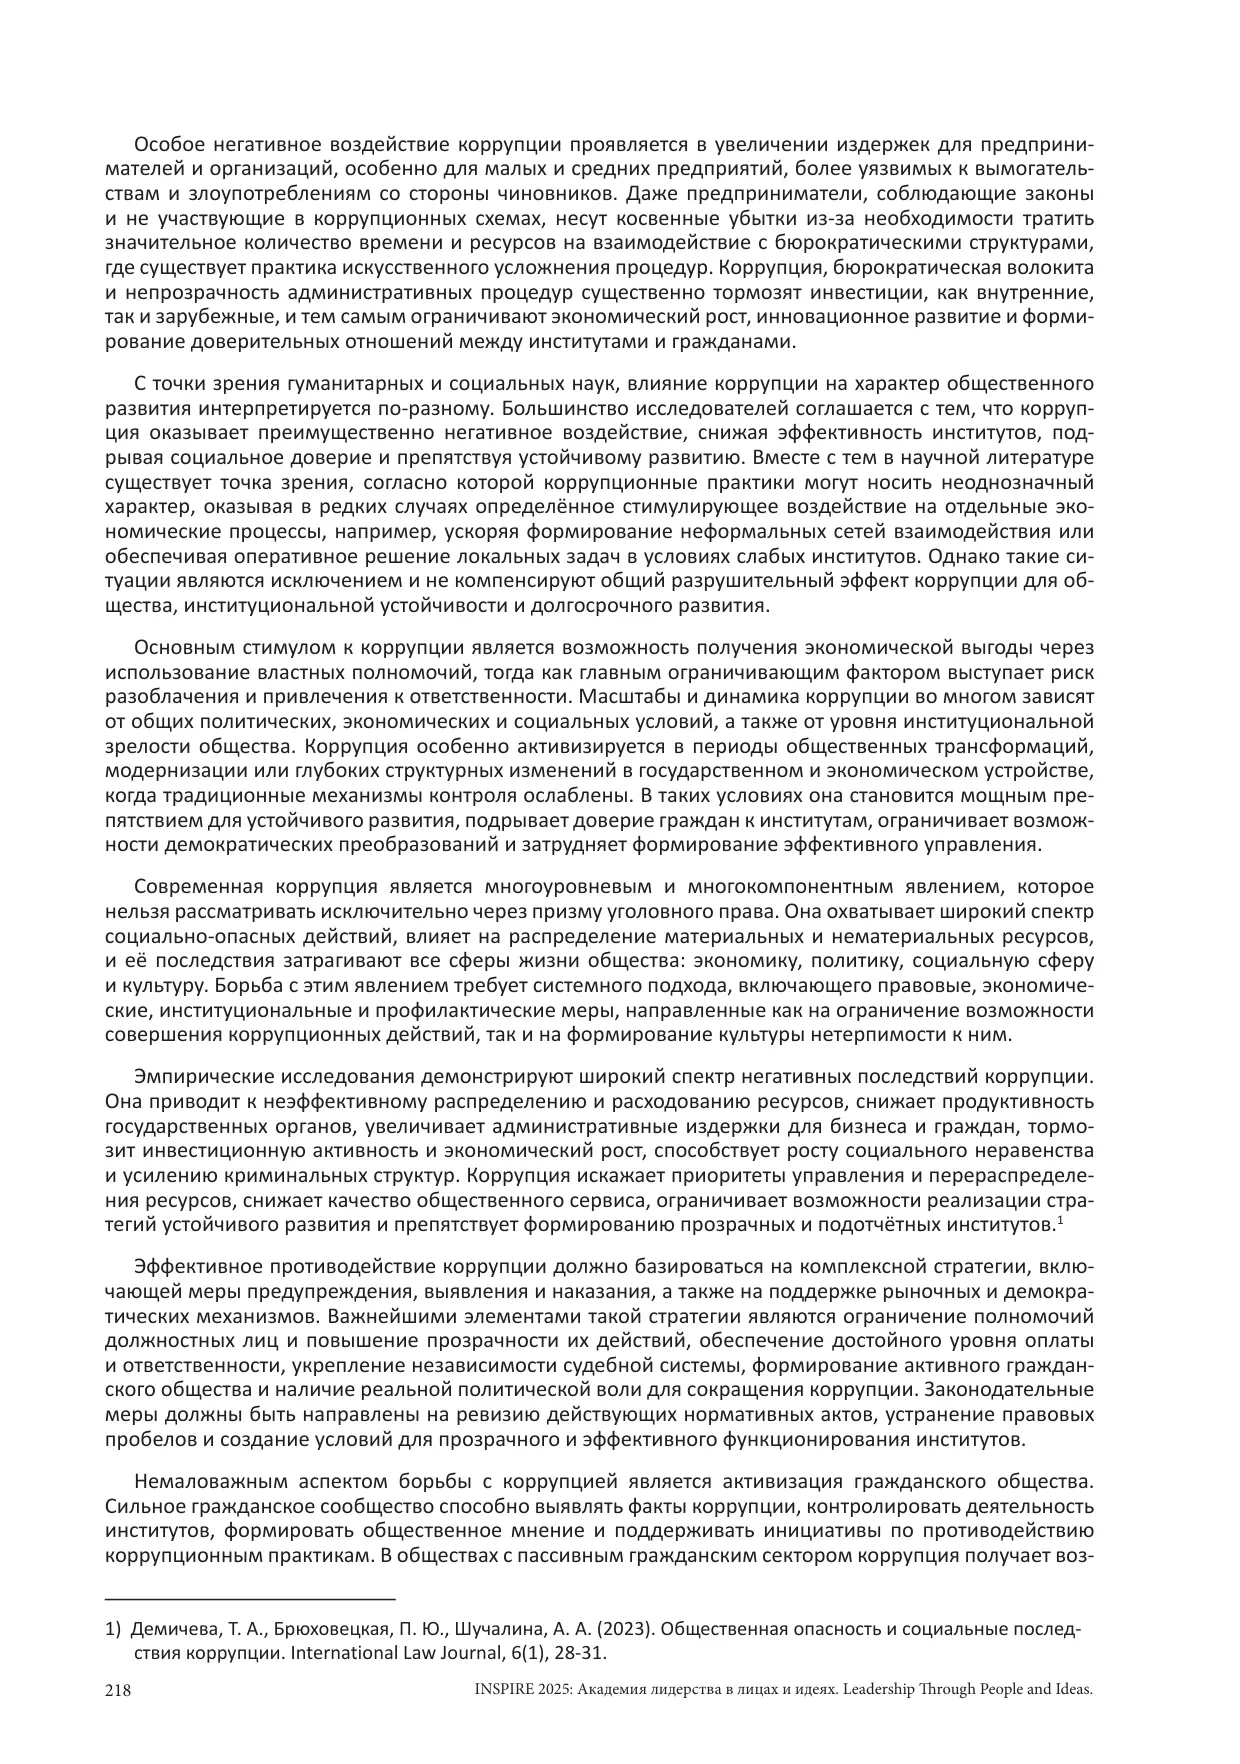 Особое негативное воздействие коррупции проявляется в увеличении издержек для предприни-
мателей и организаций, особенно для малых и средних предприятий, более уязвимых к вымогатель-
ствам и злоупотреблениям со стороны чиновников. Даже предприниматели, соблюдающие законы
и не участвующие в коррупционных схемах, несут косвенные убытки из-за необходимости тратить
значительное количество времени и ресурсов на взаимодействие с бюрократическими структурами,
где существует практика искусственного усложнения процедур. Коррупция, бюрократическая волокита
и непрозрачность административных процедур существенно тормозят инвестиции, как внутренние,
так и зарубежные, и тем самым ограничивают экономический рост, инновационное развитие и форми-
рование доверительных отношений между институтами и гражданами.
С точки зрения гуманитарных и социальных наук, влияние коррупции на характер общественного
развития интерпретируется по-разному. Большинство исследователей соглашается с тем, что корруп-
ция оказывает преимущественно негативное воздействие, снижая эффективность институтов, под-
рывая социальное доверие и препятствуя устойчивому развитию. Вместе с тем в научной литературе
существует точка зрения, согласно которой коррупционные практики могут носить неоднозначный
характер, оказывая в редких случаях определённое стимулирующее воздействие на отдельные эко-
номические процессы, например, ускоряя формирование неформальных сетей взаимодействия или
обеспечивая оперативное решение локальных задач в условиях слабых институтов. Однако такие си-
туации являются исключением и не компенсируют общий разрушительный эффект коррупции для об-
щества, институциональной устойчивости и долгосрочного развития.
Основным стимулом к коррупции является возможность получения экономической выгоды через
использование властных полномочий, тогда как главным ограничивающим фактором выступает риск
разоблачения и привлечения к ответственности. Масштабы и динамика коррупции во многом зависят
от общих политических, экономических и социальных условий, а также от уровня институциональной
зрелости общества. Коррупция особенно активизируется в периоды общественных трансформаций,
модернизации или глубоких структурных изменений в государственном и экономическом устройстве,
когда традиционные механизмы контроля ослаблены. В таких условиях она становится мощным пре-
пятствием для устойчивого развития, подрывает доверие граждан к институтам, ограничивает возмож-
ности демократических преобразований и затрудняет формирование эффективного управления.
Современная коррупция является многоуровневым и многокомпонентным явлением, которое
нельзя рассматривать исключительно через призму уголовного права. Она охватывает широкий спектр
социально-опасных действий, влияет на распределение материальных и нематериальных ресурсов,
и её последствия затрагивают все сферы жизни общества: экономику, политику, социальную сферу
и культуру. Борьба с этим явлением требует системного подхода, включающего правовые, экономиче-
ские, институциональные и профилактические меры, направленные как на ограничение возможности
совершения коррупционных действий, так и на формирование культуры нетерпимости к ним.
Эмпирические исследования демонстрируют широкий спектр негативных последствий коррупции.
Она приводит к неэффективному распределению и расходованию ресурсов, снижает продуктивность
государственных органов, увеличивает административные издержки для бизнеса и граждан, тормо-
зит инвестиционную активность и экономический рост, способствует росту социального неравенства
и усилению криминальных структур. Коррупция искажает приоритеты управления и перераспределе-
ния ресурсов, снижает качество общественного сервиса, ограничивает возможности реализации стра-
тегий устойчивого развития и препятствует формированию прозрачных и подотчётных институтов.¹
Эффективное противодействие коррупции должно базироваться на комплексной стратегии, вклю-
чающей меры предупреждения, выявления и наказания, а также на поддержке рыночных и демокра-
тических механизмов. Важнейшими элементами такой стратегии являются ограничение полномочий
должностных лиц и повышение прозрачности их действий, обеспечение достойного уровня оплаты
и ответственности, укрепление независимости судебной системы, формирование активного граждан-
ского общества и наличие реальной политической воли для сокращения коррупции. Законодательные
меры должны быть направлены на ревизию действующих нормативных актов, устранение правовых
пробелов и создание условий для прозрачного и эффективного функционирования институтов.
Немаловажным аспектом борьбы с коррупцией является активизация гражданского общества.
Сильное гражданское сообщество способно выявлять факты коррупции, контролировать деятельность
институтов, формировать общественное мнение и поддерживать инициативы по противодействию
коррупционным практикам. В обществах с пассивным гражданским сектором коррупция получает воз-
1) Демичева, Т. А., Брюховецкая, П. Ю., Шучалина, А. А. (2023). Общественная опасность и социальные послед-
ствия коррупции. International Law Journal, 6(1), 28-31.
218
INSPIRE 2025: Академия лидерства в лицах и идеях. Leadership Through People and Ideas.